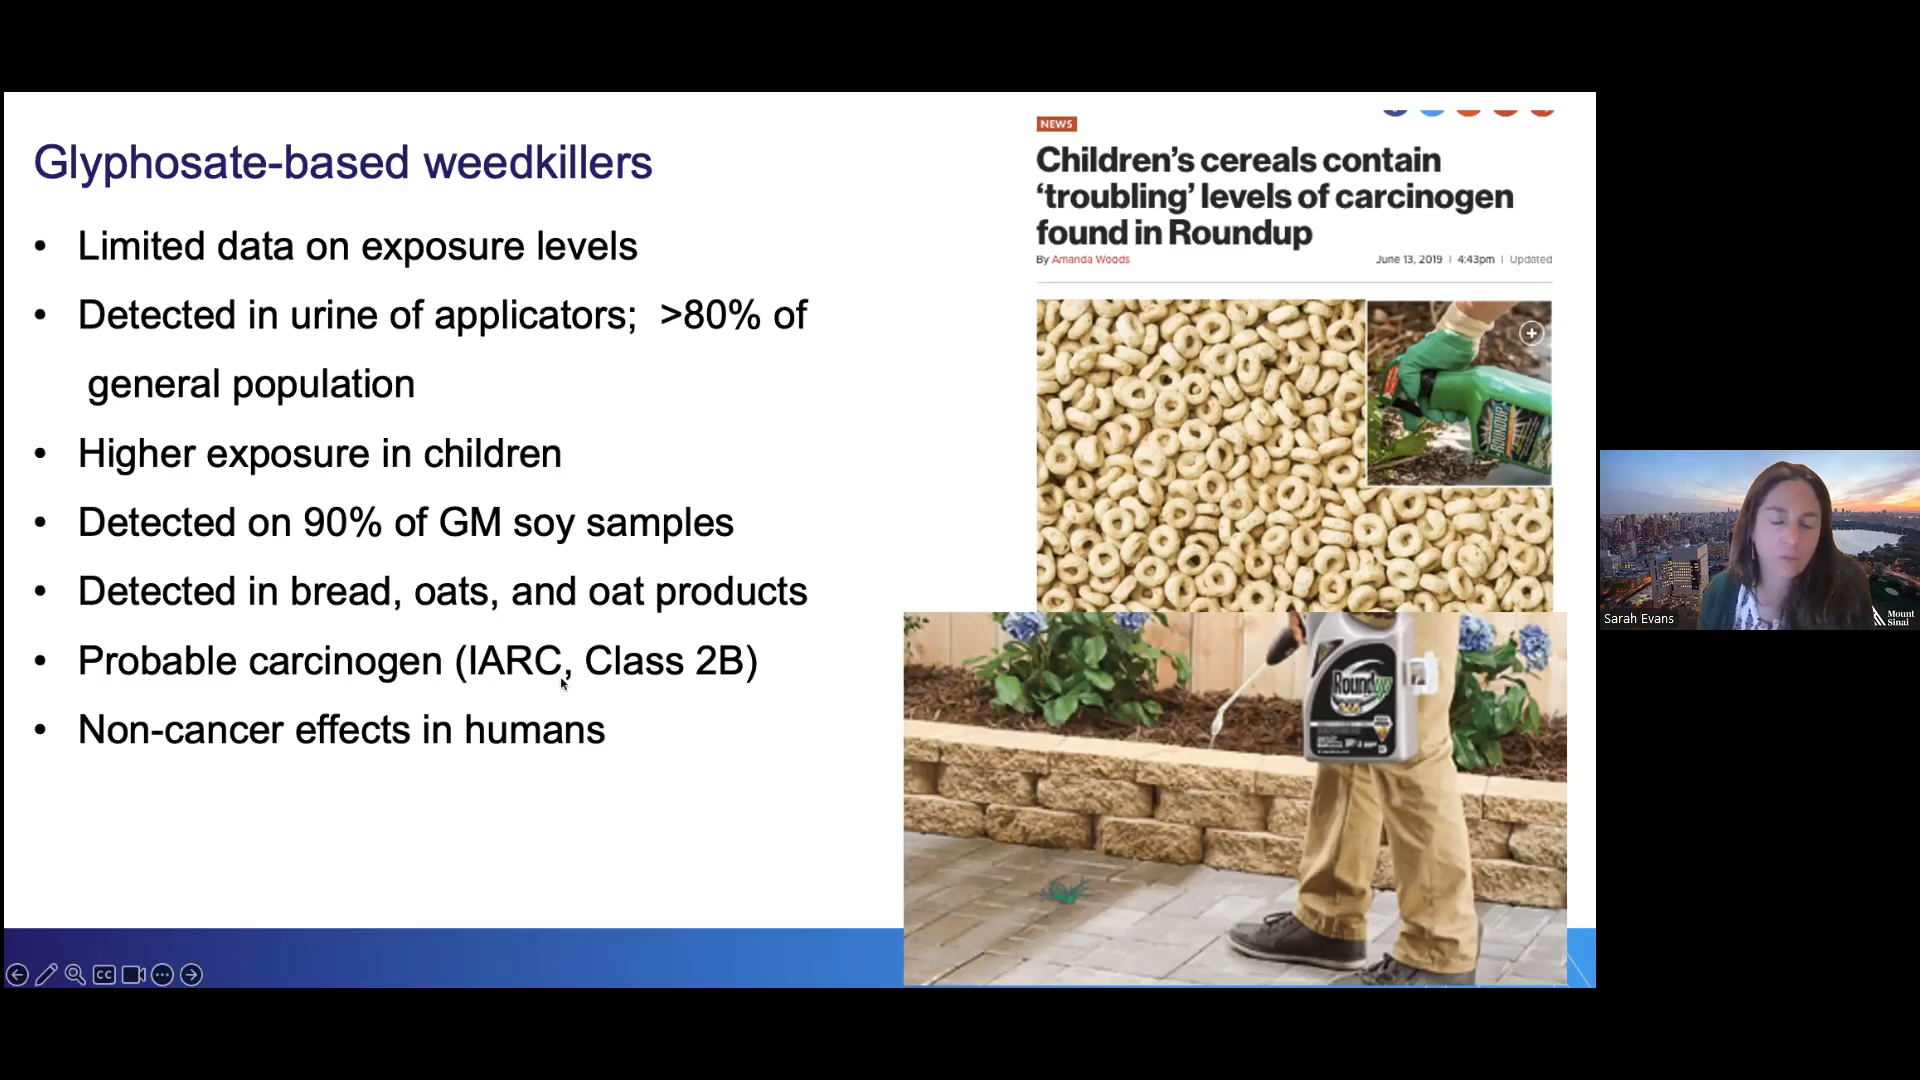 Glyphosate-based weedkillers
• Limited data on exposure levels
• Detected in urine of applicators;  >80% of
general population
• Higher exposure in children
• Detected on 90% of GM soy samples
• Detected in bread, oats, and oat products
• Probable carcinogen (IARC, Class 2B)
• Non-cancer effects in humans
NEWS
Children's cereals contain
'troubling' levels of carcinogen
found in Roundup
By Amanda Woods
June 13, 2019 | 4:43pm | Updated
ROUNDUP
Roundup
CC
Sarah Evans
Mount
Sinai